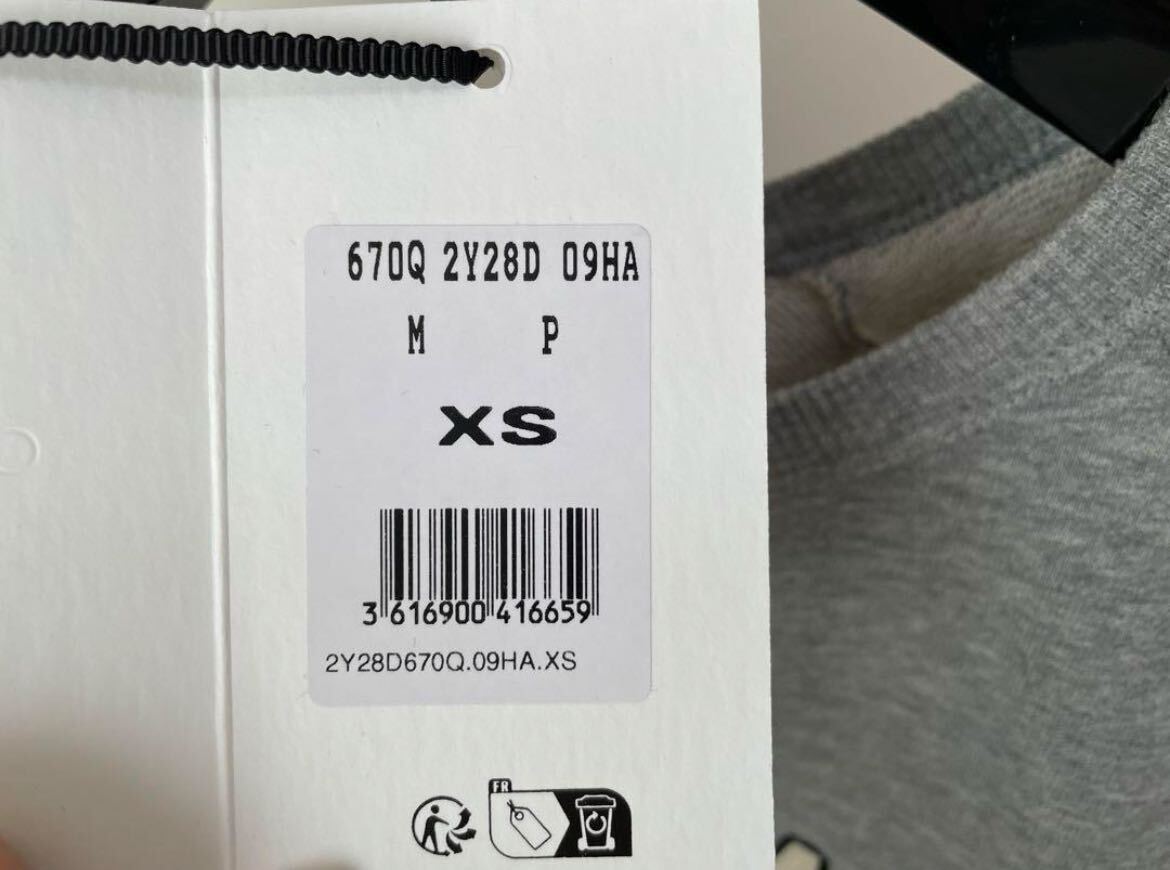 670Q 2Y28D 09HA
M P
XS
3 616900 416659
2Y28D670Q.09HA.XS
FR